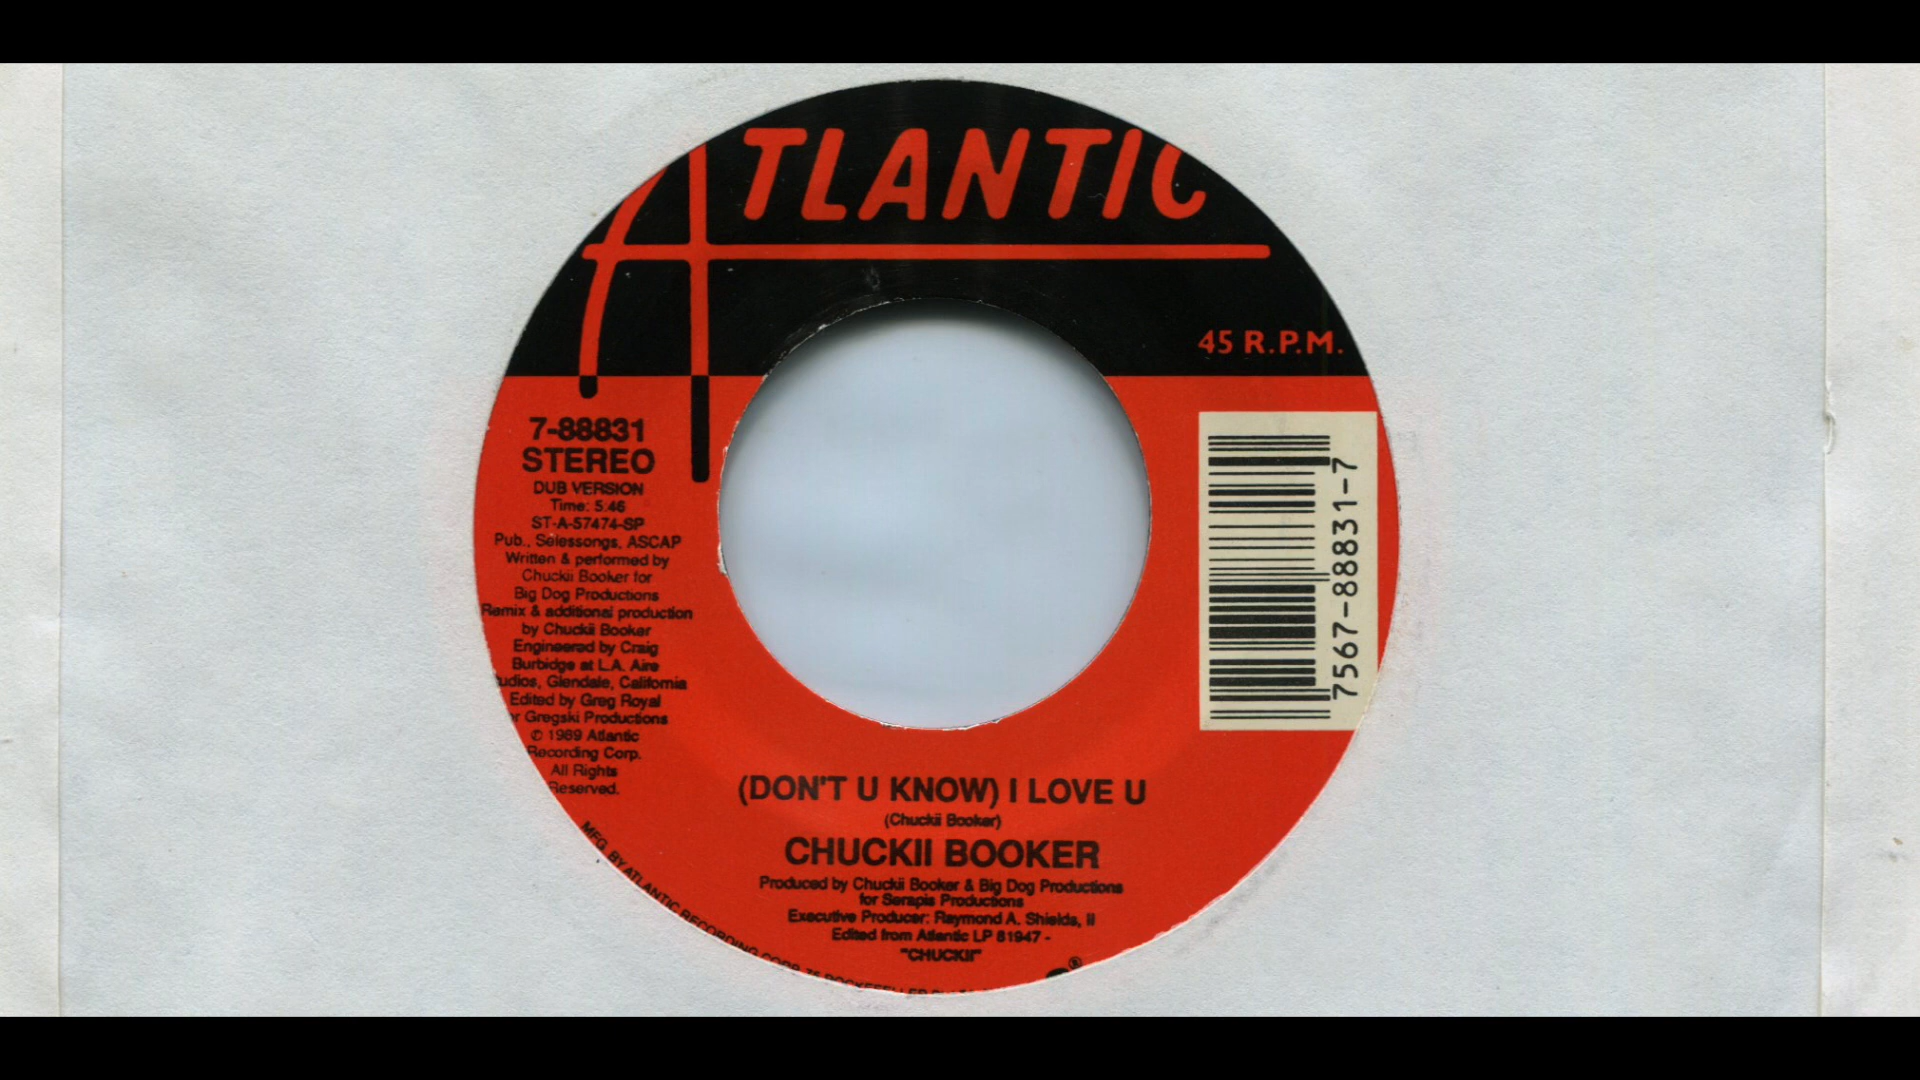 ATLANTIC
45 R.P.M.
7-88831
STEREO
DUB VERSION
Time: 5:46
ST-A-57474-SP
Pub., Selessongs, ASCAP
Written & performed by
Chuckii Booker for
Big Dog Productions
Remix & additional production
by Chuckii Booker
Engineered by Craig
Burbidge at L.A. Aire
udios, Glendale, California
Edited by Greg Royal
or Gregski Productions
© 1989 Atlantic
Recording Corp.
All Rights
Reserved.
7567-88831-7
(DON'T U KNOW) I LOVE U
(Chuckii Booker)
CHUCKII BOOKER
Produced by Chuckii Booker & Big Dog Productions
for Serapis Productions
Executive Producer: Raymond A. Shields, II
Edited from Atlantic LP 81947 -
"CHUCKII"
MFG. BY ATLANTIC RECORDING CORP. 75 ROCKEFELLER